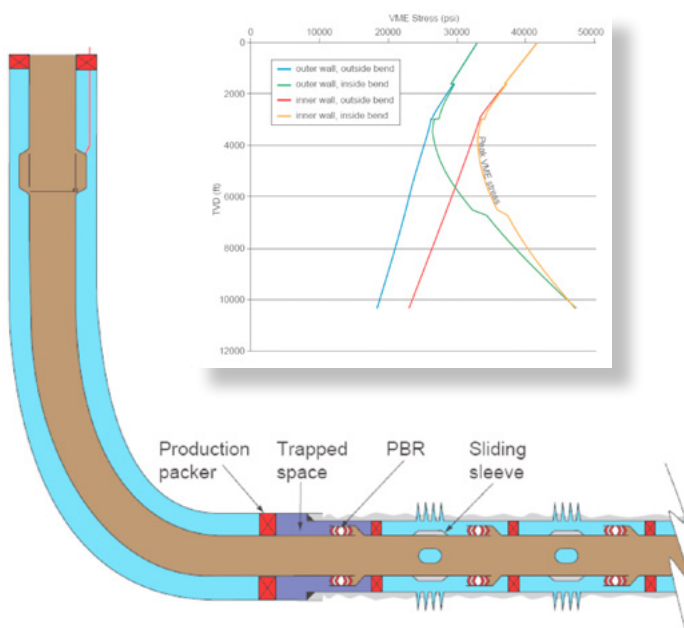 VME Stress (psi)
0
10000
20000
30000
40000
50000
0
2000
4000
6000
8000
10000
12000
TVD (ft)
outer wall, outside bend
outer wall, inside bend
inner wall, outside bend
inner wall, inside bend
Peak VME stress
Production
packer
Trapped
space
PBR
Sliding
sleeve